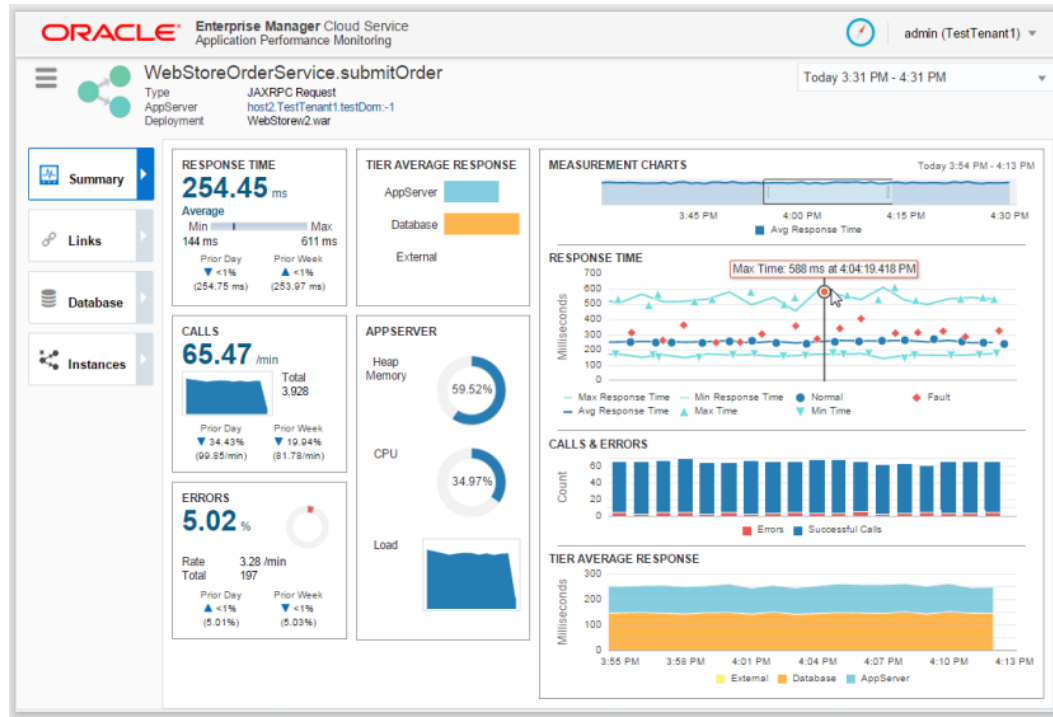 ORACLE® Enterprise Manager Cloud Service
Application Performance Monitoring
admin (TestTenant1)
WebStoreOrderService.submitOrder
Type JAXRPC Request
AppServer host2.TestTenant1.testDom:-1
Deployment WebStorew2.war
Today 3:31 PM - 4:31 PM
Summary
Links
Database
Instances
RESPONSE TIME
254.45 ms
Average
Min Max
144 ms 611 ms
Prior Day Prior Week
<1% <1%
(254.75 ms) (253.97 ms)
CALLS
65.47 /min
Total
3,928
Prior Day Prior Week
34.43% 19.94%
(99.85/min) (81.78/min)
ERRORS
5.02 %
Rate 3.28 /min
Total 197
Prior Day Prior Week
<1% <1%
(5.01%) (5.03%)
TIER AVERAGE RESPONSE
AppServer
Database
External
APPSERVER
Heap
Memory
59.52%
CPU
34.97%
Load
MEASUREMENT CHARTS Today 3:54 PM - 4:13 PM
3:45 PM 4:00 PM 4:15 PM 4:30 PM
Avg Response Time
RESPONSE TIME
Max Time: 588 ms at 4:04:19.418 PM
Milliseconds
700
600
500
400
300
200
100
0
Max Response Time Min Response Time Normal Fault
Avg Response Time Max Time Min Time
CALLS & ERRORS
Count
60
40
20
0
Errors Successful Calls
TIER AVERAGE RESPONSE
Milliseconds
300
200
100
0
3:55 PM 3:58 PM 4:01 PM 4:04 PM 4:07 PM 4:10 PM 4:13 PM
External Database AppServer